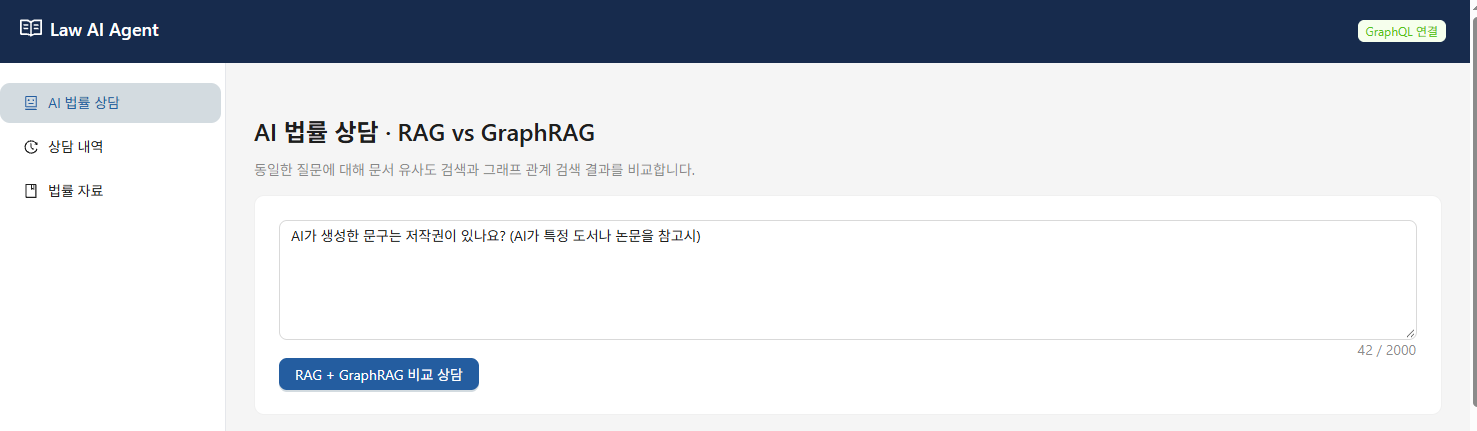 Law AI Agent
GraphQL 연결
AI 법률 상담
상담 내역
법률 자료
AI 법률 상담 · RAG vs GraphRAG
동일한 질문에 대해 문서 유사도 검색과 그래프 관계 검색 결과를 비교합니다.
AI가 생성한 문구는 저작권이 있나요? (AI가 특정 도서나 논문을 참고시)
42 / 2000
RAG + GraphRAG 비교 상담